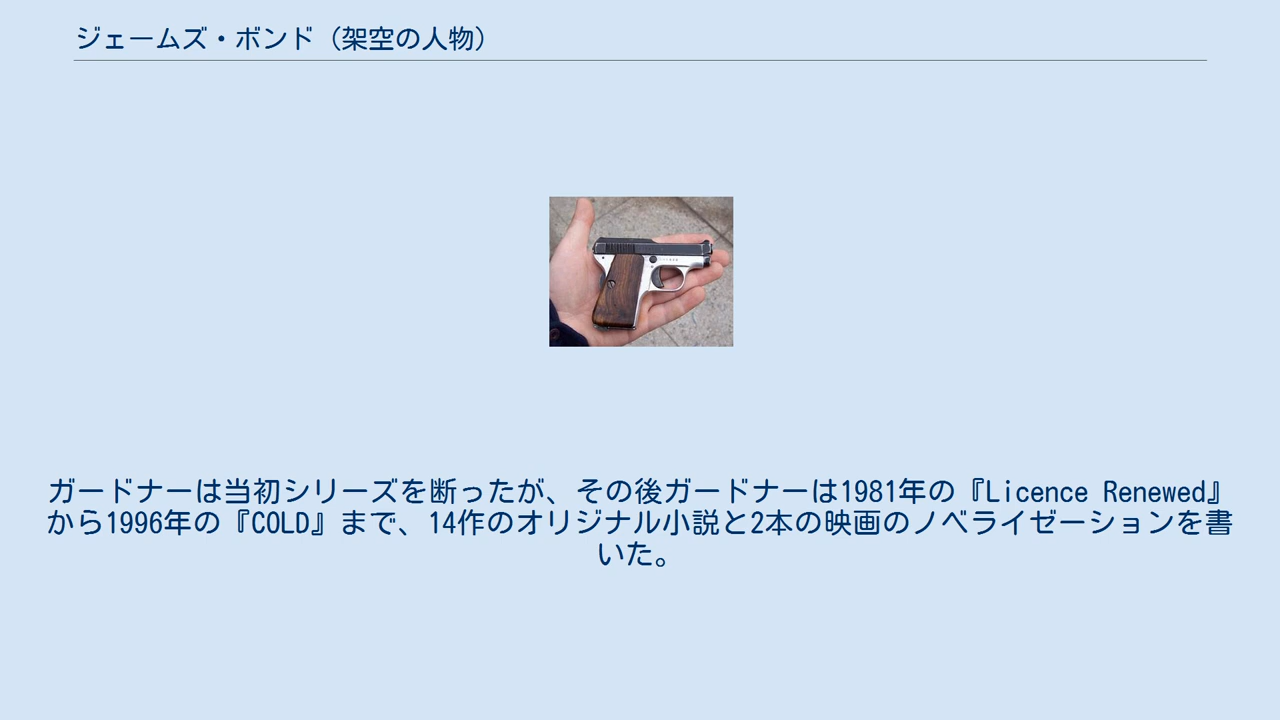 ジェームズ・ボンド（架空の人物）
ガードナーは当初シリーズを断ったが、その後ガードナーは1981年の『Licence Renewed』
から1996年の『COLD』まで、14作のオリジナル小説と2本の映画のノベライゼーションを書
いた。